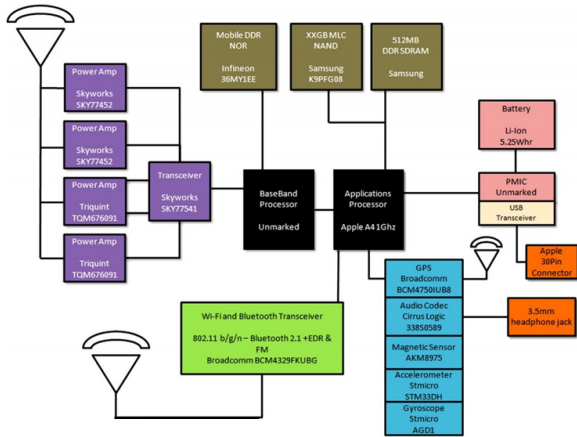 Mobile DDR
NOR
Infineon
36MY1EE
XXGB MLC
NAND
Samsung
K9PFG08
512MB
DDR SDRAM
Samsung
Power Amp
Skyworks
SKY77452
Power Amp
Skyworks
SKY77452
Power Amp
Triquint
TQM676091
Power Amp
Triquint
TQM676091
Transceiver
Skyworks
SKY77541
BaseBand
Processor
Unmarked
Applications
Processor
Apple A4 1Ghz
Battery
Li-Ion
5.25Whr
PMIC
Unmarked
USB
Transceiver
Apple
30Pin
Connector
GPS
Broadcomm
BCM4750IUB8
Audio Codec
Cirrus Logic
338S0589
3.5mm
headphone jack
Magnetic Sensor
AKM8975
Accelerometer
Stmicro
STM33DH
Gyroscope
Stmicro
AGD1
Wi-Fi and Bluetooth Transceiver
802.11 b/g/n – Bluetooth 2.1 +EDR &
FM
Broadcomm BCM4329FKUBG